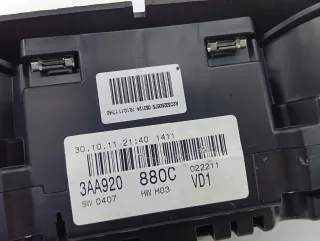 30.10.11 21:40 1411
3AA920 880C 022211
SW 0407 HW H03 VD1